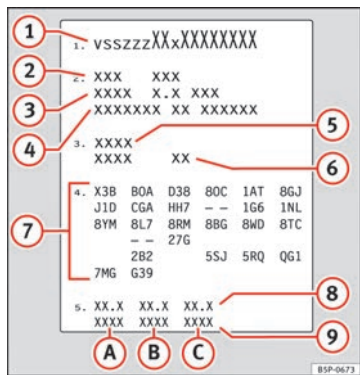 1
1. VSSZZZXXxXXXXXXXX
2
2. XXX XXX
3
XXXX X.X XXX
4
XXXXXXX XX XXXXXX
5
3. XXXX
XXXX XX
6
7
4. X3B B0A D38 80C 1AT 8GJ
J1D CGA HH7 - - 1G6 1NL
8YM 8L7 8RM 8BG 8WD 8TC
- - 27G
2B2 5SJ 5RQ QG1
7MG G39
5. XX.X XX.X XX.X
8
XXXX XXXX XXXX
9
A B C
B5P-0673